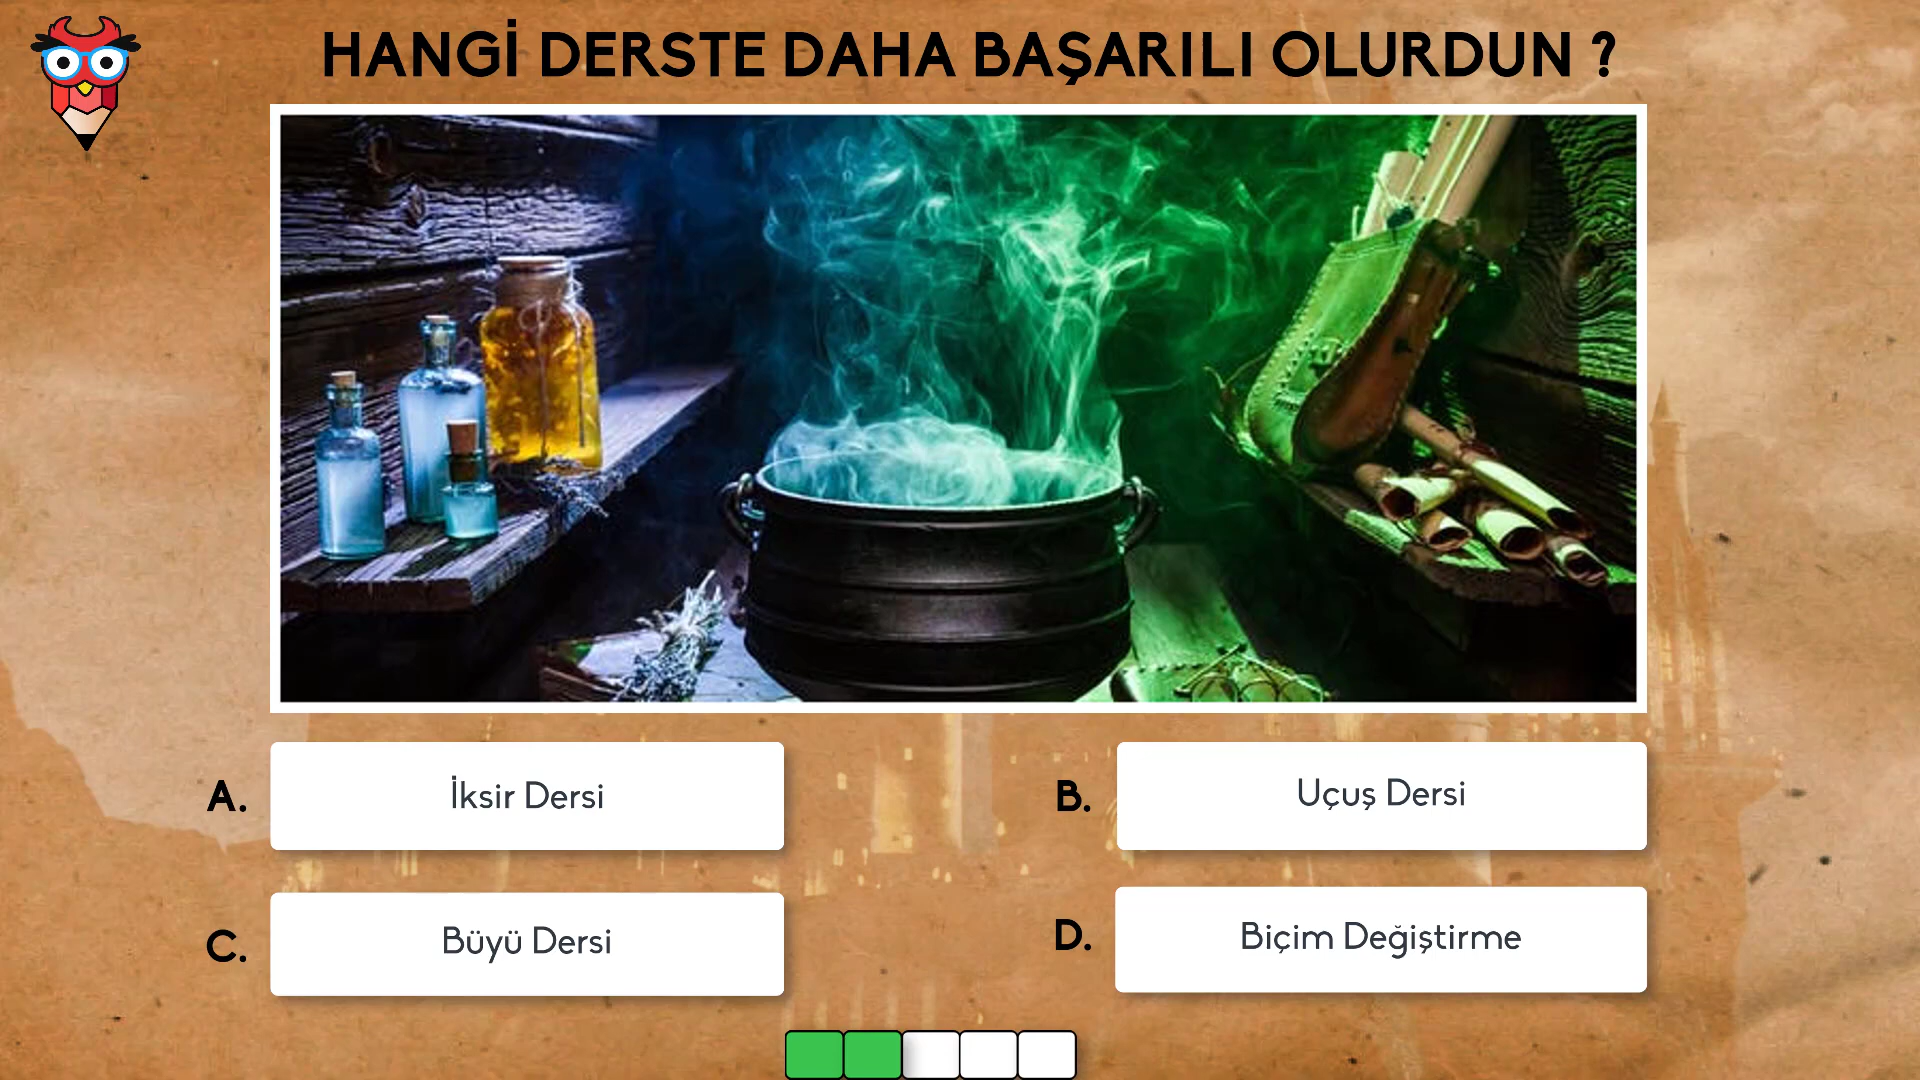 HANGİ DERSTE DAHA BAŞARILI OLURDUN ?
A. İksir Dersi
B. Uçuş Dersi
C. Büyü Dersi
D. Biçim Değiştirme